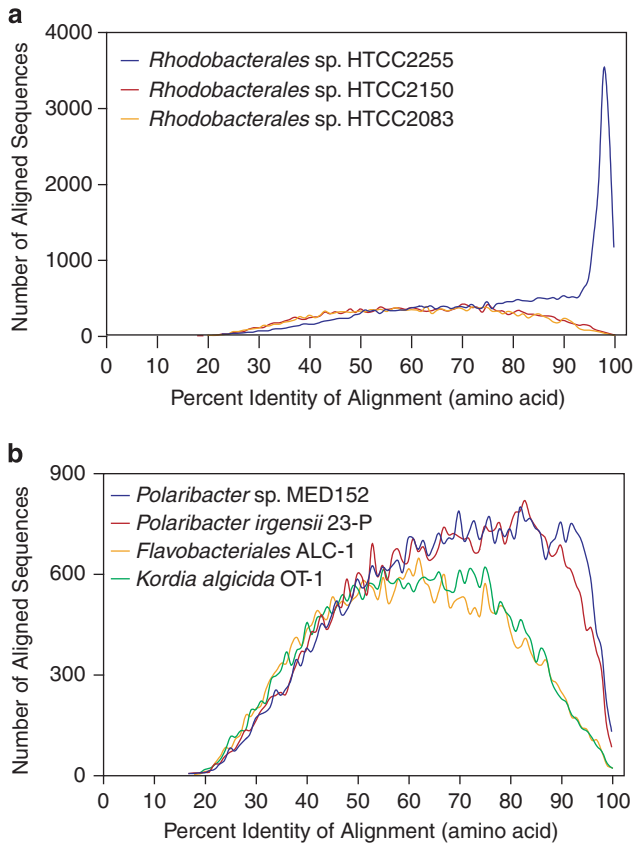 a
Number of Aligned Sequences
4000
3000
2000
1000
0
Rhodobacterales sp. HTCC2255
Rhodobacterales sp. HTCC2150
Rhodobacterales sp. HTCC2083
0 10 20 30 40 50 60 70 80 90 100
Percent Identity of Alignment (amino acid)
b
Number of Aligned Sequences
900
600
300
0
Polaribacter sp. MED152
Polaribacter irgensii 23-P
Flavobacteriales ALC-1
Kordia algicida OT-1
0 10 20 30 40 50 60 70 80 90 100
Percent Identity of Alignment (amino acid)